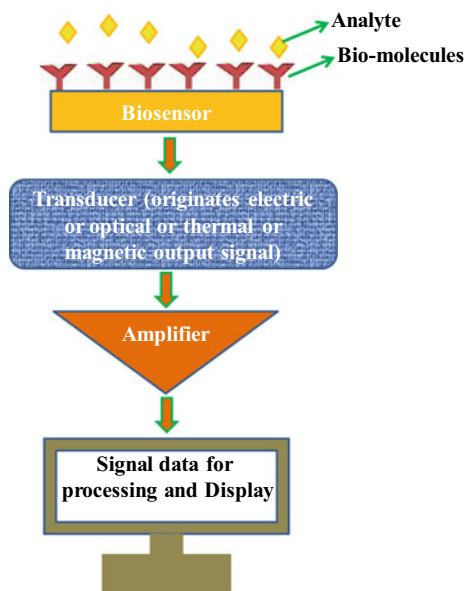 Analyte
Bio-molecules
Biosensor
Transducer (originates electric
or optical or thermal or
magnetic output signal)
Amplifier
Signal data for
processing and Display